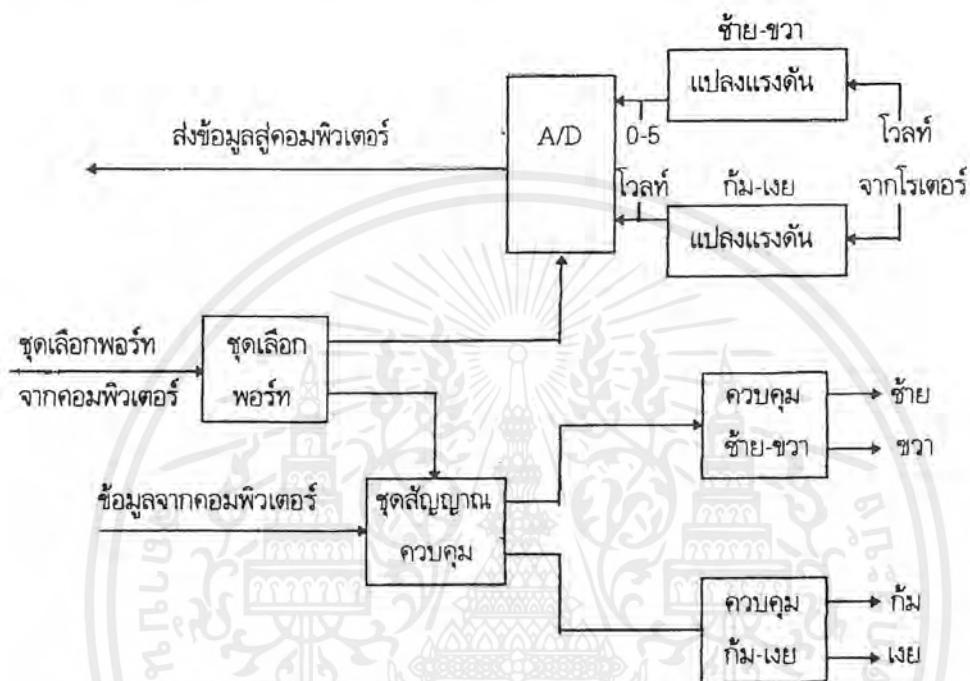 ซ้าย-ขวา
แปลงแรงดัน
A/D
0-5
โวลท์
ส่งข้อมูลสู่คอมพิวเตอร์
โวลท์
ก้ม-เงย
จากโรเตอร์
แปลงแรงดัน
ชุดเลือกพอร์ท
จากคอมพิวเตอร์
ชุดเลือก
พอร์ท
ควบคุม
ซ้าย-ขวา
ซ้าย
ขวา
ข้อมูลจากคอมพิวเตอร์
ชุดสัญญาณ
ควบคุม
ควบคุม
ก้ม-เงย
ก้ม
เงย